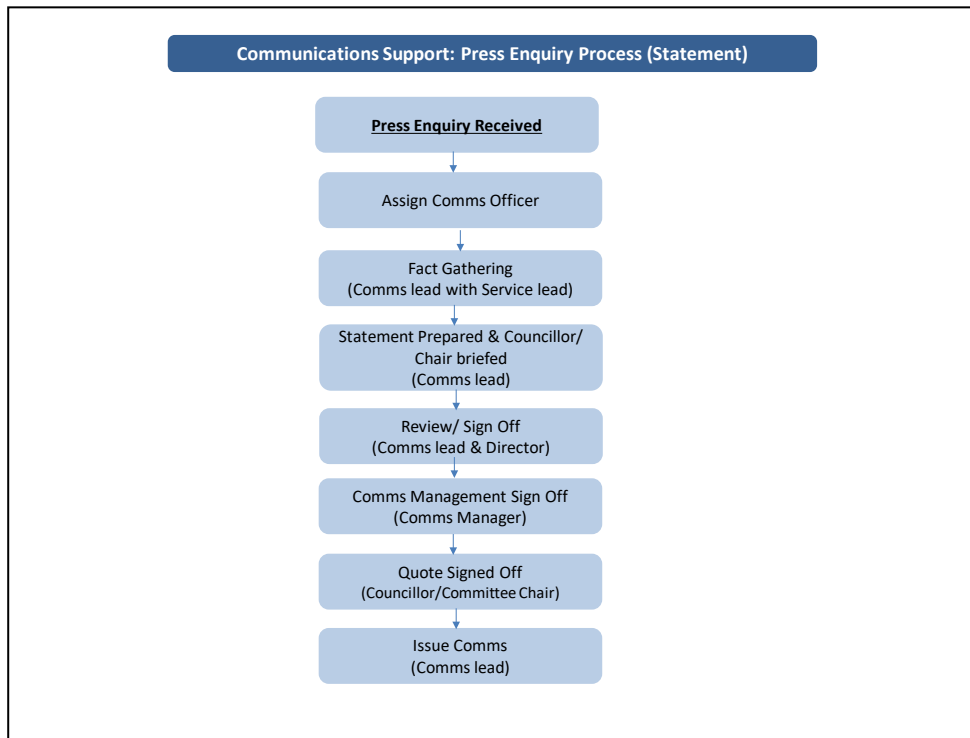 Communications Support: Press Enquiry Process (Statement)
Press Enquiry Received
Assign Comms Officer
Fact Gathering
(Comms lead with Service lead)
Statement Prepared & Councillor/
Chair briefed
(Comms lead)
Review/ Sign Off
(Comms lead & Director)
Comms Management Sign Off
(Comms Manager)
Quote Signed Off
(Councillor/Committee Chair)
Issue Comms
(Comms lead)